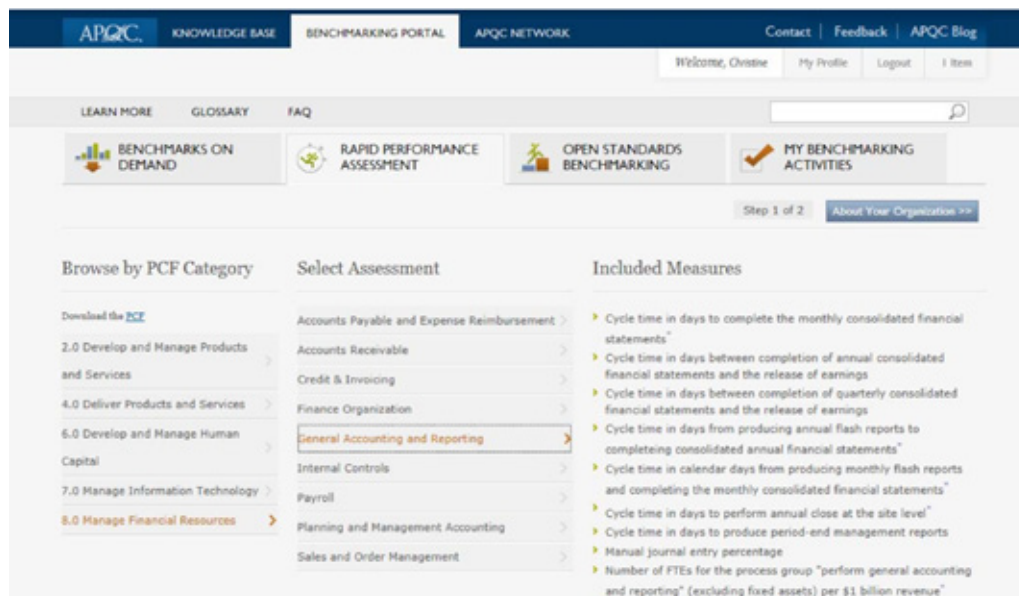 APQC. KNOWLEDGE BASE BENCHMARKING PORTAL APQC NETWORK Contact | Feedback | APQC Blog
Welcome, Christine My Profile Logout 1 Item
LEARN MORE GLOSSARY FAQ
BENCHMARKS ON DEMAND
RAPID PERFORMANCE ASSESSMENT
OPEN STANDARDS BENCHMARKING
MY BENCHMARKING ACTIVITIES
Step 1 of 2 About Your Organization >>
Browse by PCF Category
Download the PCF
2.0 Develop and Manage Products
and Services
4.0 Deliver Products and Services
6.0 Develop and Manage Human
Capital
7.0 Manage Information Technology
8.0 Manage Financial Resources
Select Assessment
Accounts Payable and Expense Reimbursement
Accounts Receivable
Credit & Invoicing
Finance Organization
General Accounting and Reporting
Internal Controls
Payroll
Planning and Management Accounting
Sales and Order Management
Included Measures
Cycle time in days to complete the monthly consolidated financial
statements*
Cycle time in days between completion of annual consolidated
financial statements and the release of earnings
Cycle time in days between completion of quarterly consolidated
financial statements and the release of earnings
Cycle time in days from producing annual flash reports to
completeing consolidated annual financial statements*
Cycle time in calendar days from producing monthly flash reports
and completing the monthly consolidated financial statements*
Cycle time in days to perform annual close at the site level*
Cycle time in days to produce period-end management reports
Manual journal entry percentage
Number of FTEs for the process group "perform general accounting
and reporting" (excluding fixed assets) per $1 billion revenue*